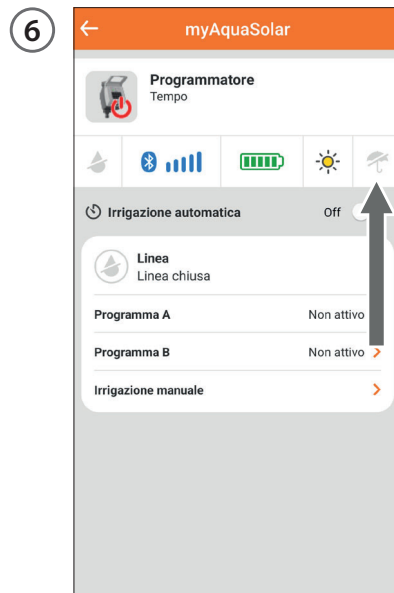 6
myAquaSolar
Programmatore
Tempo
Irrigazione automatica Off
Linea
Linea chiusa
Programma A Non attivo
Programma B Non attivo
Irrigazione manuale